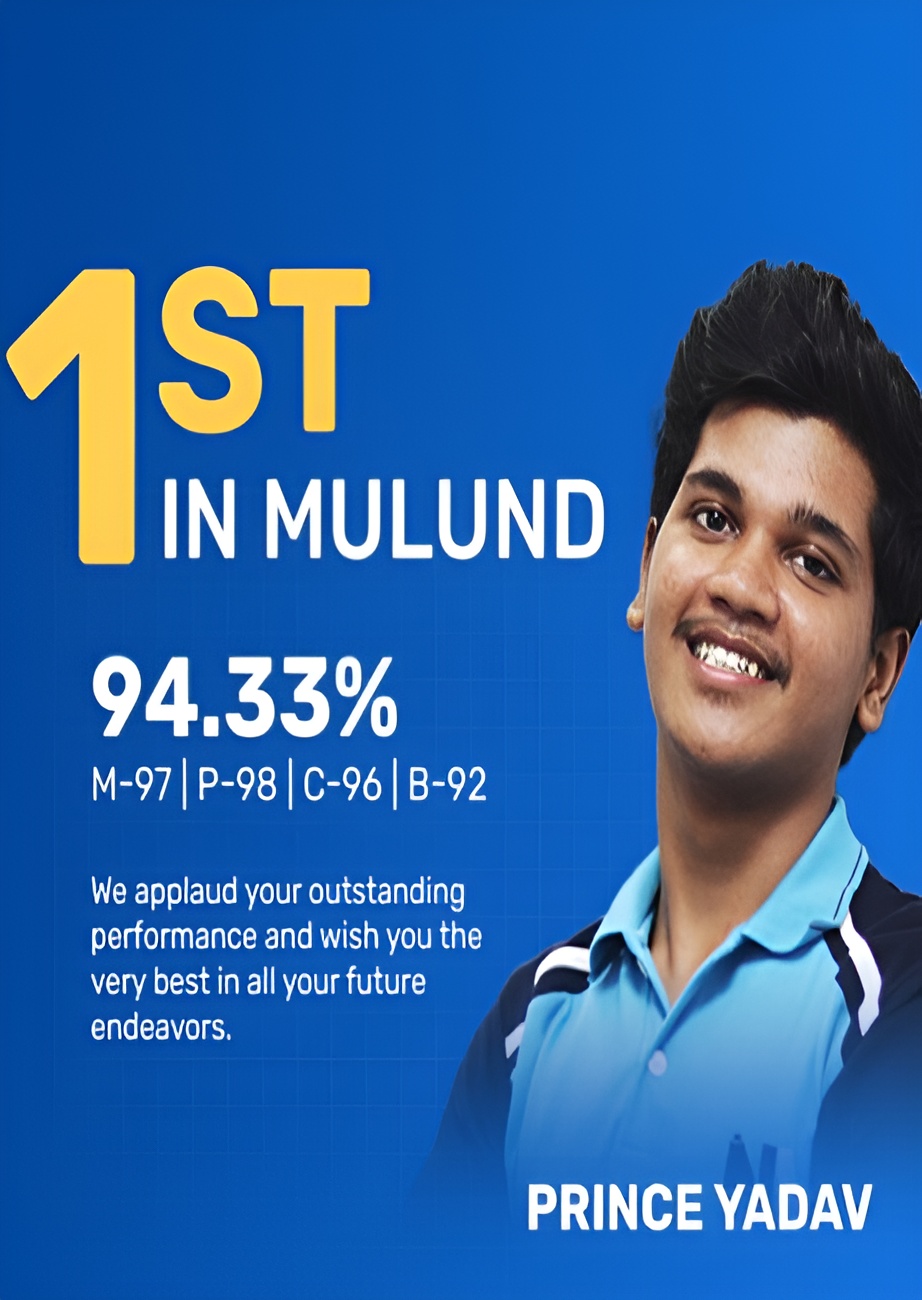 1ST
IN MULUND
94.33%
M-97 | P-98 | C-96 | B-92
We applaud your outstanding
performance and wish you the
very best in all your future
endeavors.
PRINCE YADAV